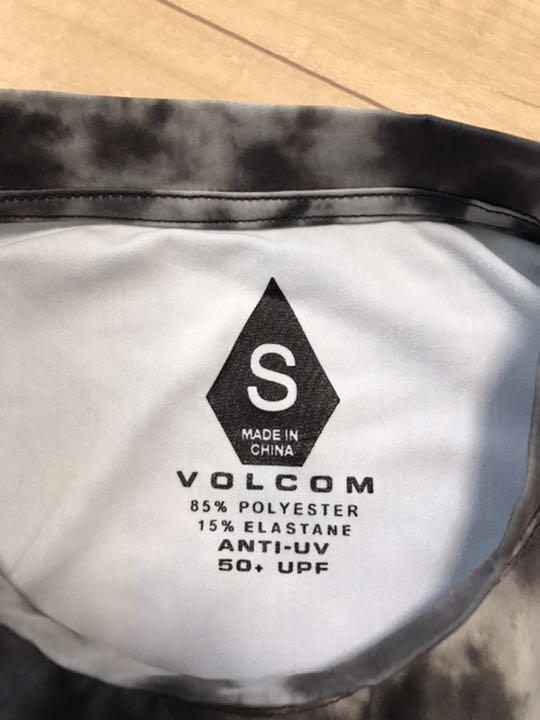 S
MADE IN
CHINA
VOLCOM
85% POLYESTER
15% ELASTANE
ANTI-UV
50+ UPF